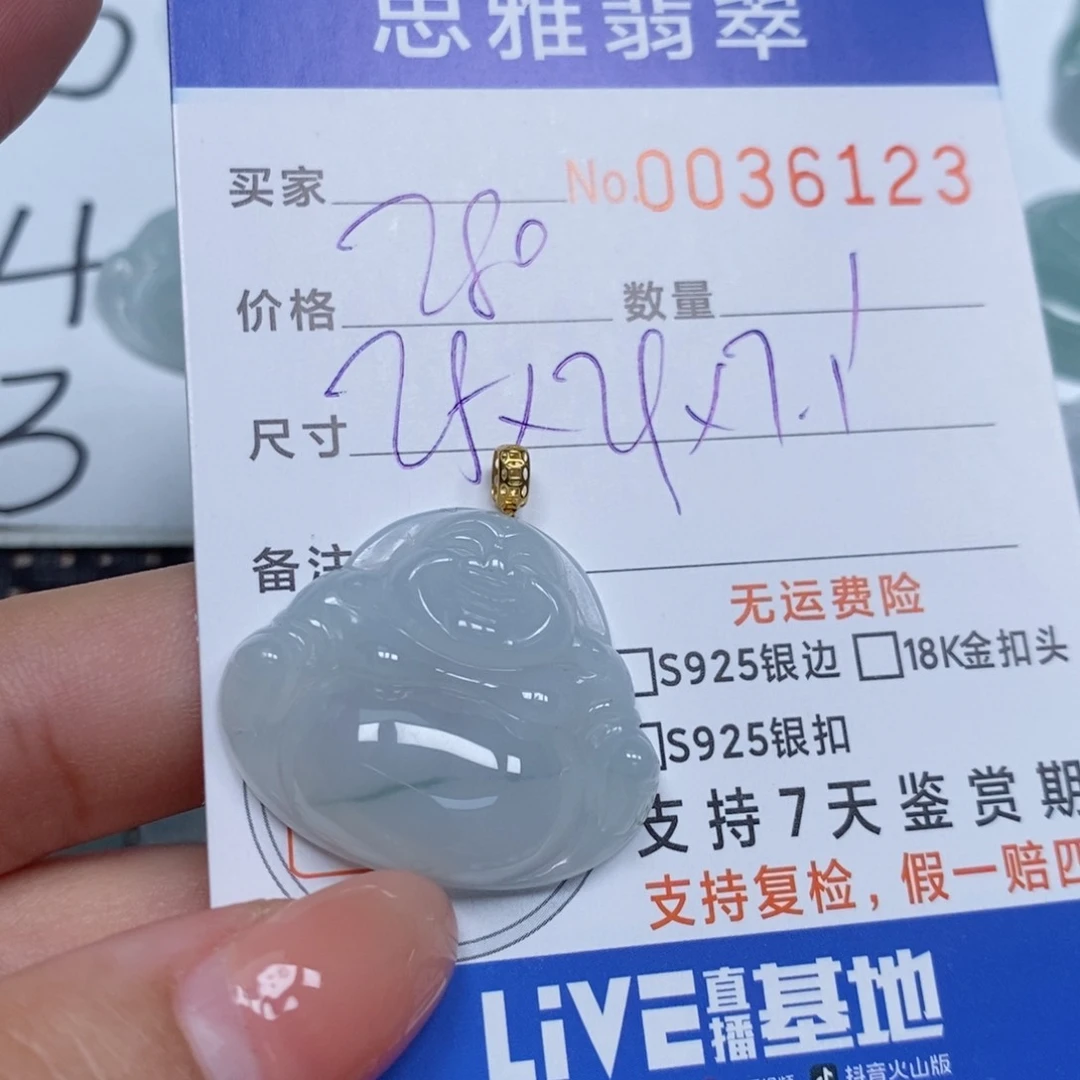 思雅翡翠
买家 No.0036123
价格 280 数量
尺寸
备注
无运费险
S925银边 18K金扣头
S925银扣
支持7天鉴赏期
支持复检，假一赔四
LiVE直播基地
抖音火山版
4
3